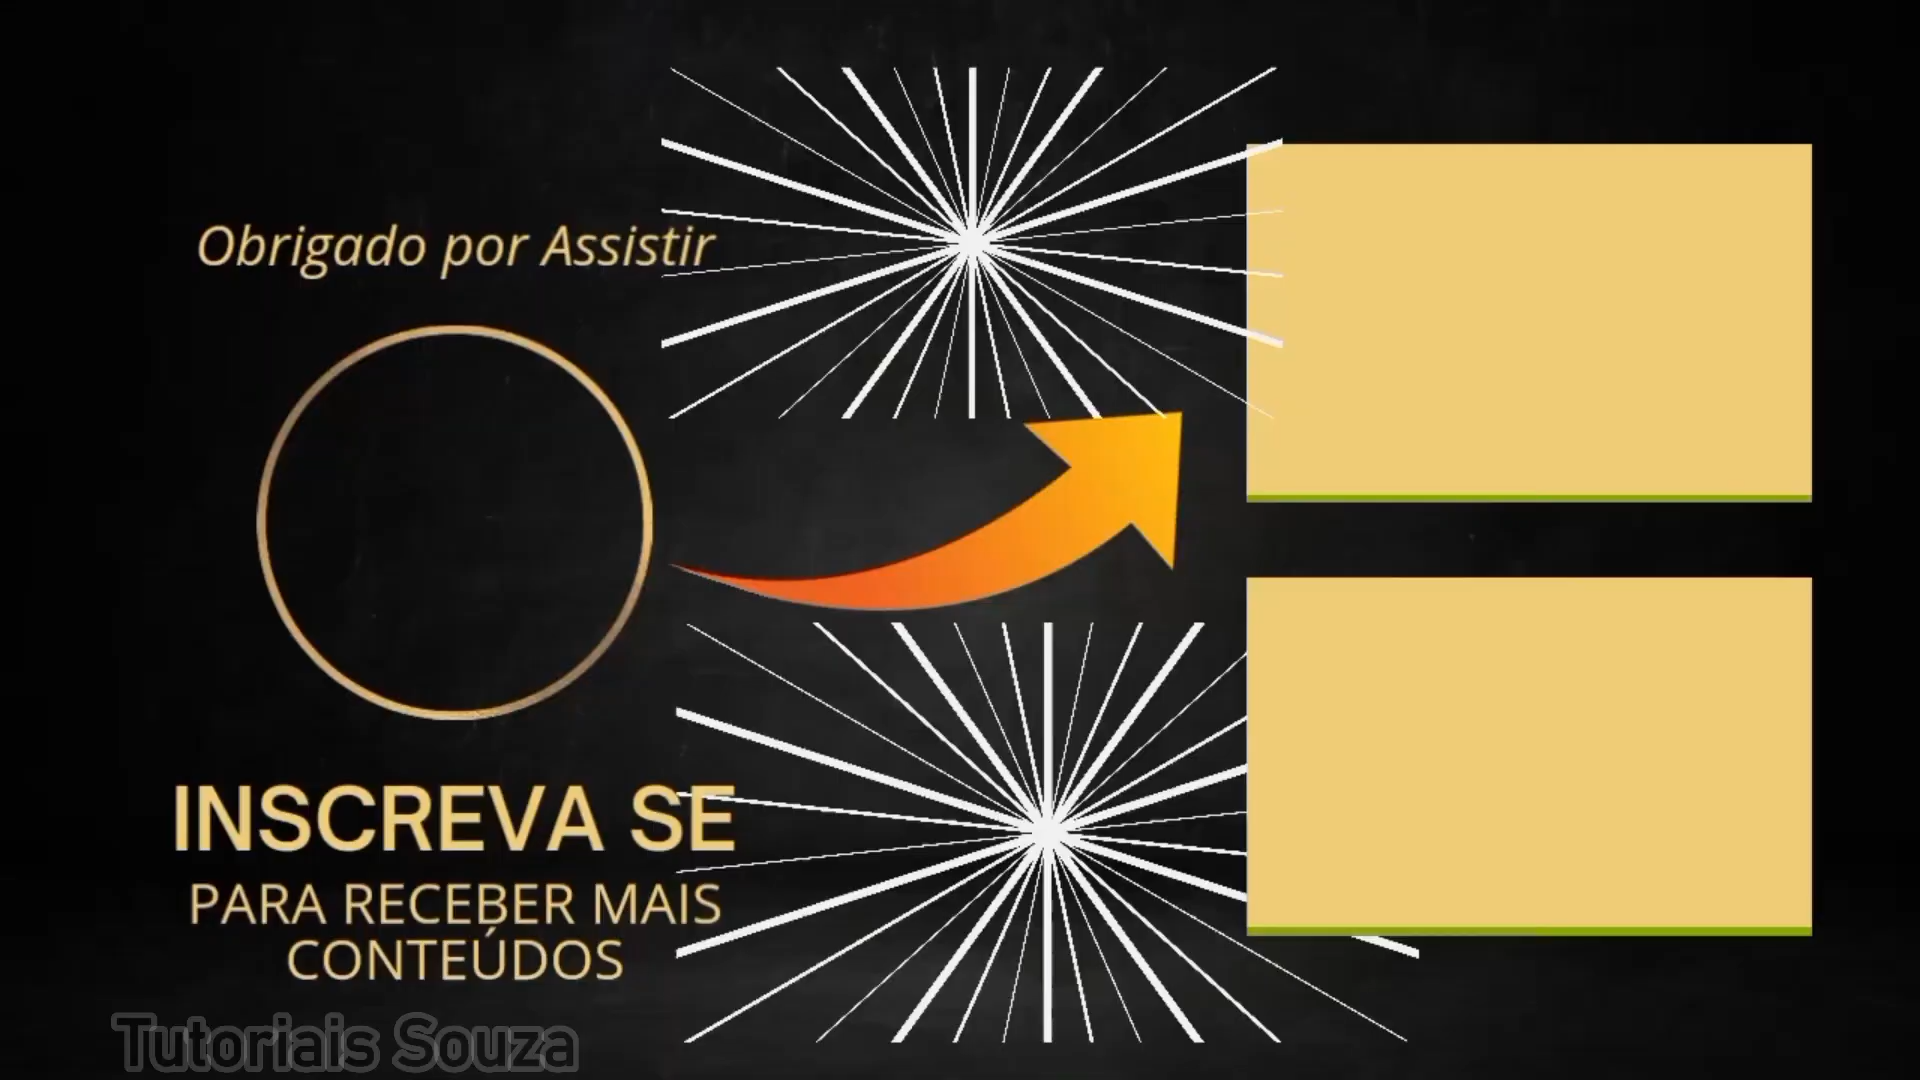 Obrigado por Assistir
INSCREVA SE
PARA RECEBER MAIS
CONTEÚDOS
Tutoriais Souza